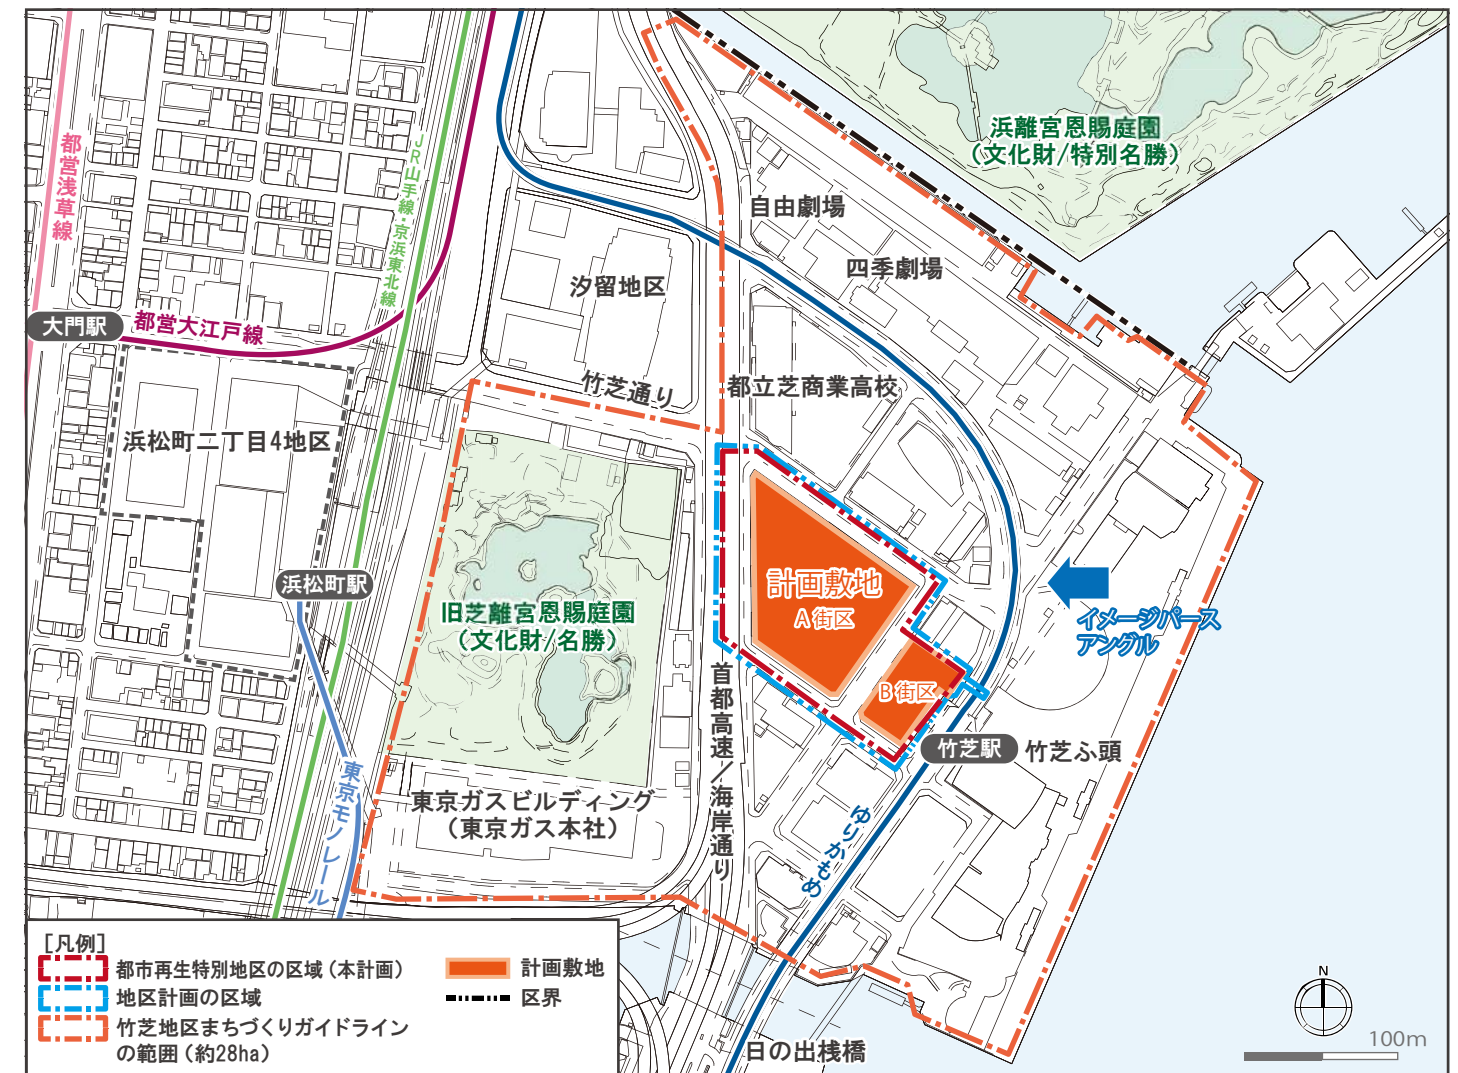 浜離宮恩賜庭園
(文化財/特別名勝)
都営浅草線
JR山手線・京浜東北線
自由劇場
四季劇場
汐留地区
大門駅
都営大江戸線
竹芝通り
都立芝商業高校
浜松町二丁目4地区
浜松町駅
計画敷地
A街区
旧芝離宮恩賜庭園
(文化財/名勝)
イメージパース
アングル
B街区
首都高速/海岸通り
竹芝駅
竹芝ふ頭
東京モノレール
東京ガスビルディング
(東京ガス本社)
ゆりかもめ
日の出桟橋
[凡例]
都市再生特別地区の区域(本計画)
地区計画の区域
竹芝地区まちづくりガイドライン
の範囲(約28ha)
計画敷地
区界
N
100m